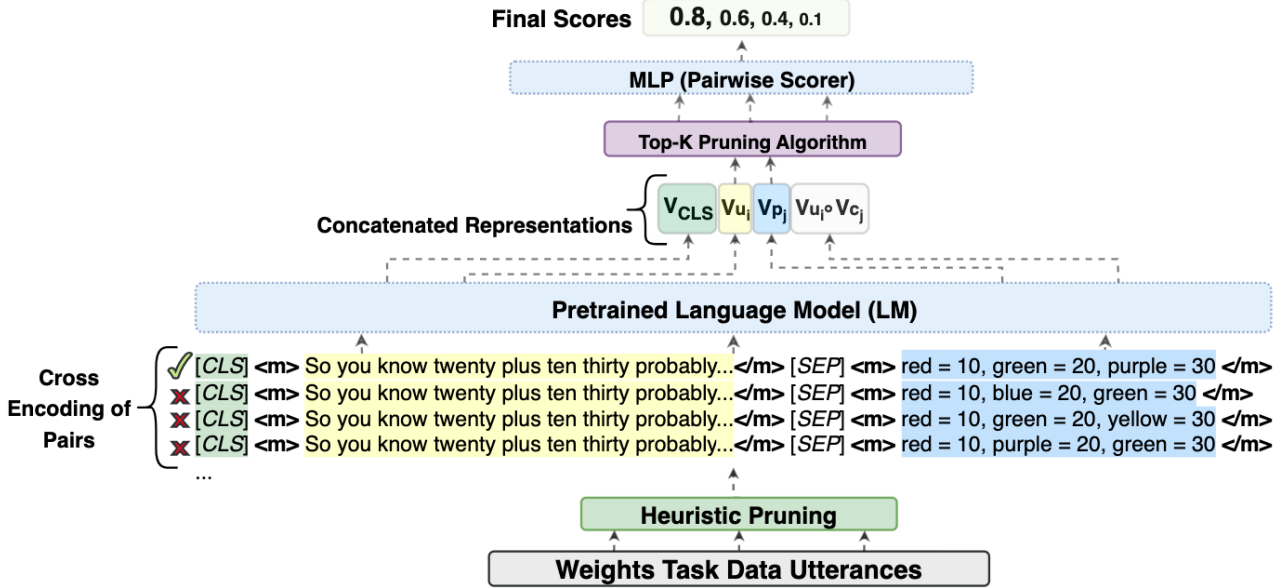 Final Scores 0.8, 0.6, 0.4, 0.1
MLP (Pairwise Scorer)
Top-K Pruning Algorithm
Concatenated Representations
V_CLS Vu_i Vp_j Vu_i∘Vc_j
Pretrained Language Model (LM)
Cross
Encoding of
Pairs
[CLS] <m> So you know twenty plus ten thirty probably...</m> [SEP] <m> red = 10, green = 20, purple = 30 </m>
[CLS] <m> So you know twenty plus ten thirty probably...</m> [SEP] <m> red = 10, blue = 20, green = 30 </m>
[CLS] <m> So you know twenty plus ten thirty probably...</m> [SEP] <m> red = 10, green = 20, yellow = 30 </m>
[CLS] <m> So you know twenty plus ten thirty probably...</m> [SEP] <m> red = 10, purple = 20, green = 30 </m>
...
Heuristic Pruning
Weights Task Data Utterances